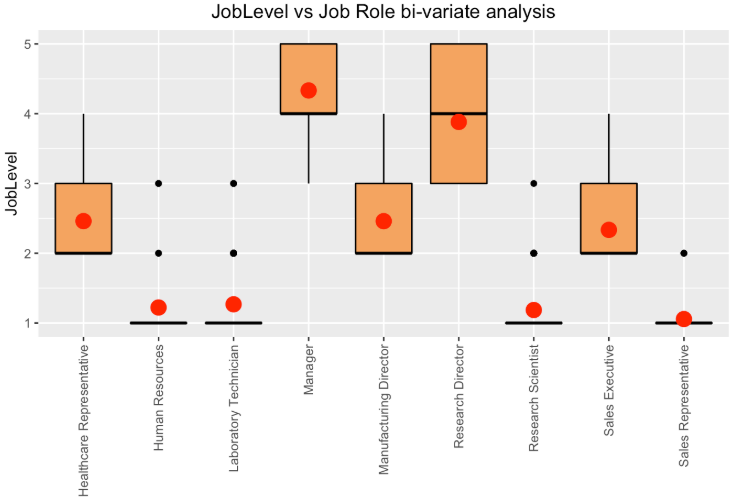 JobLevel vs Job Role bi-variate analysis
5
4
3
2
1
JobLevel
Healthcare Representative
Human Resources
Laboratory Technician
Manager
Manufacturing Director
Research Director
Research Scientist
Sales Executive
Sales Representative